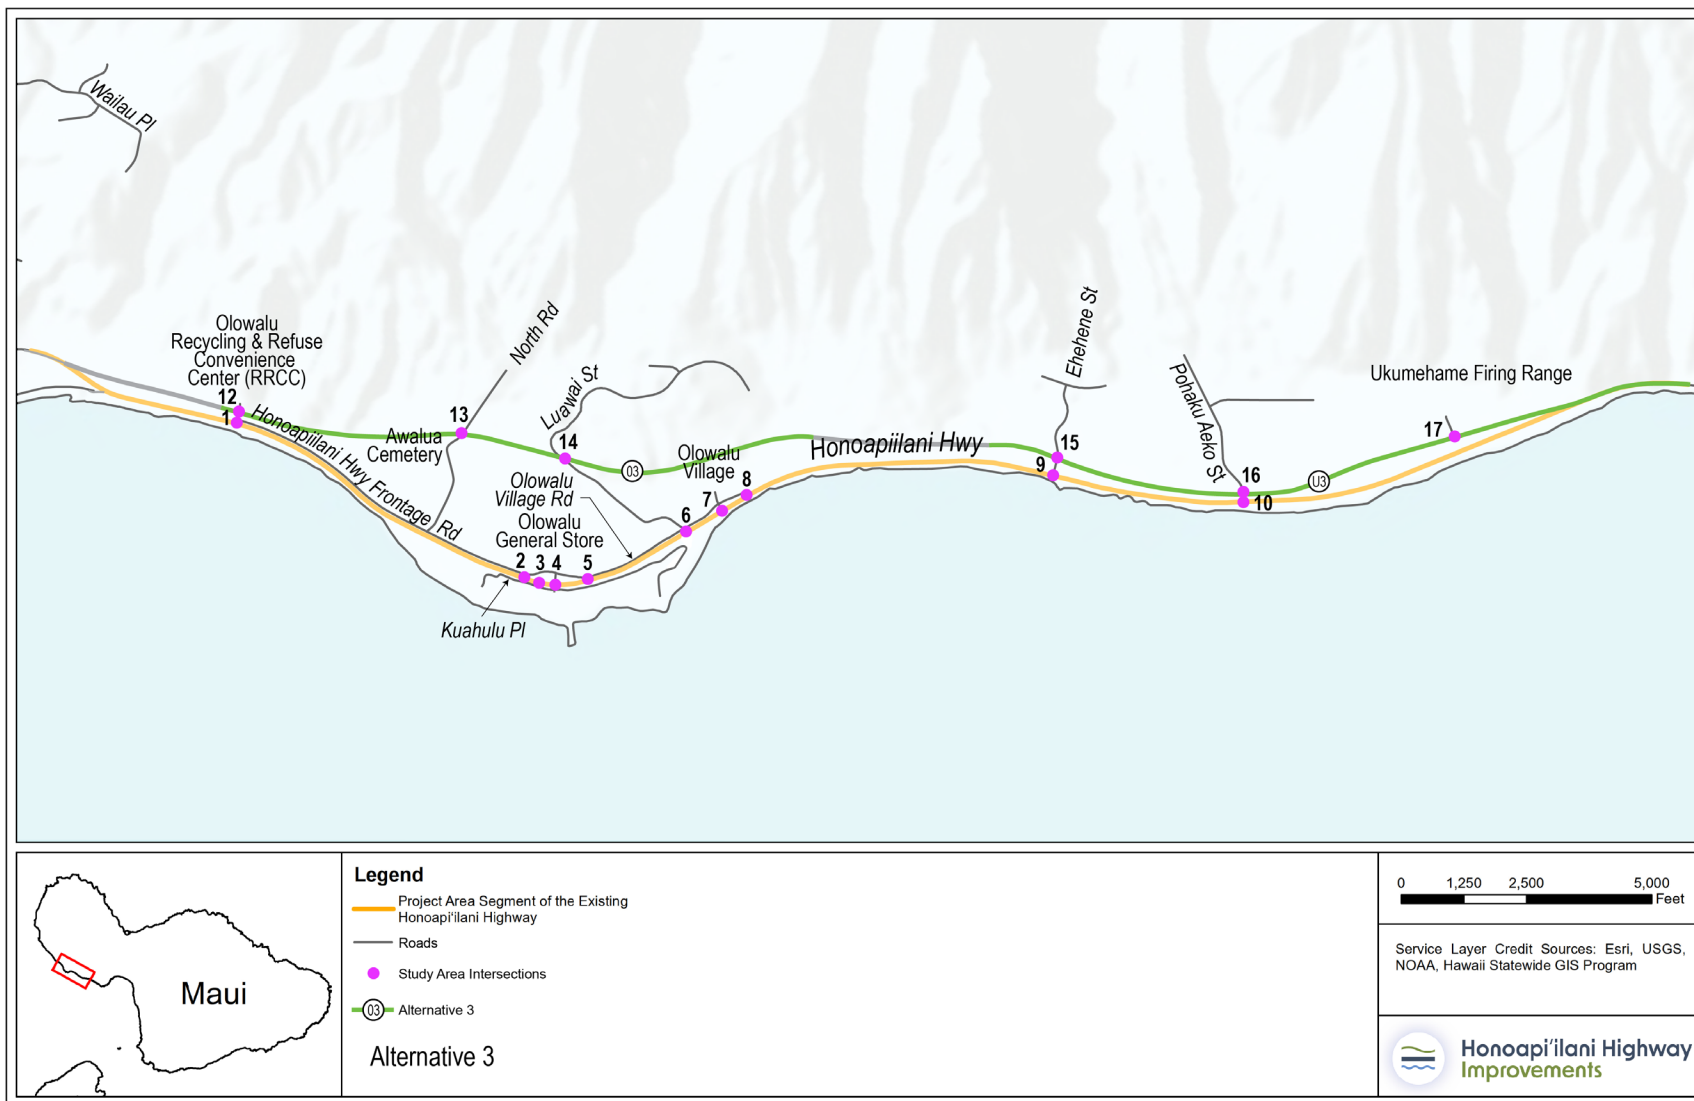 Wailau Pl
Olowalu
Recycling & Refuse
Convenience
Center (RRCC)
12
1
Honoapiilani Hwy Frontage Rd
North Rd
13
Awalua
Cemetery
Luawai St
14
03
Olowalu
Village
Olowalu
Village Rd
Olowalu
General Store
2
3
4
5
6
7
8
Kuahulu Pl
Honoapiilani Hwy
Ehehene St
15
9
Pohaku Aeko St
16
10
U3
Ukumehame Firing Range
17
Maui
Legend
Project Area Segment of the Existing
Honoapiʻilani Highway
Roads
Study Area Intersections
03 Alternative 3
Alternative 3
0 1,250 2,500 5,000
Feet
Service Layer Credit Sources: Esri, USGS,
NOAA, Hawaii Statewide GIS Program
Honoapiʻilani Highway
Improvements